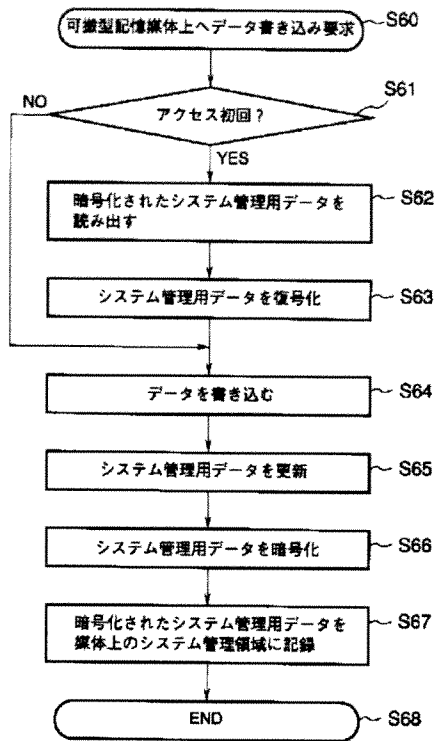 可搬型記憶媒体上へデータ書き込み要求
S60
アクセス初回？
S61
NO
YES
暗号化されたシステム管理用データを
読み出す
S62
システム管理用データを復号化
S63
データを書き込む
S64
システム管理用データを更新
S65
システム管理用データを暗号化
S66
暗号化されたシステム管理用データを
媒体上のシステム管理領域に記録
S67
END
S68